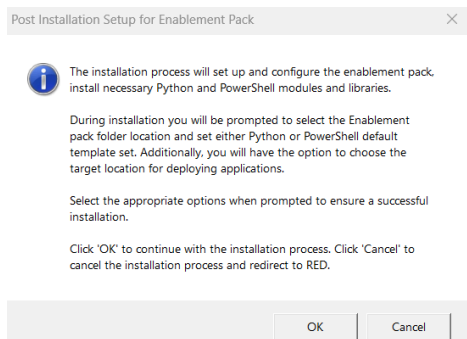 Post Installation Setup for Enablement Pack
The installation process will set up and configure the enablement pack,
install necessary Python and PowerShell modules and libraries.
During installation you will be prompted to select the Enablement
pack folder location and set either Python or PowerShell default
template set. Additionally, you will have the option to choose the
target location for deploying applications.
Select the appropriate options when prompted to ensure a successful
installation.
Click 'OK' to continue with the installation process. Click 'Cancel' to
cancel the installation process and redirect to RED.
OK
Cancel